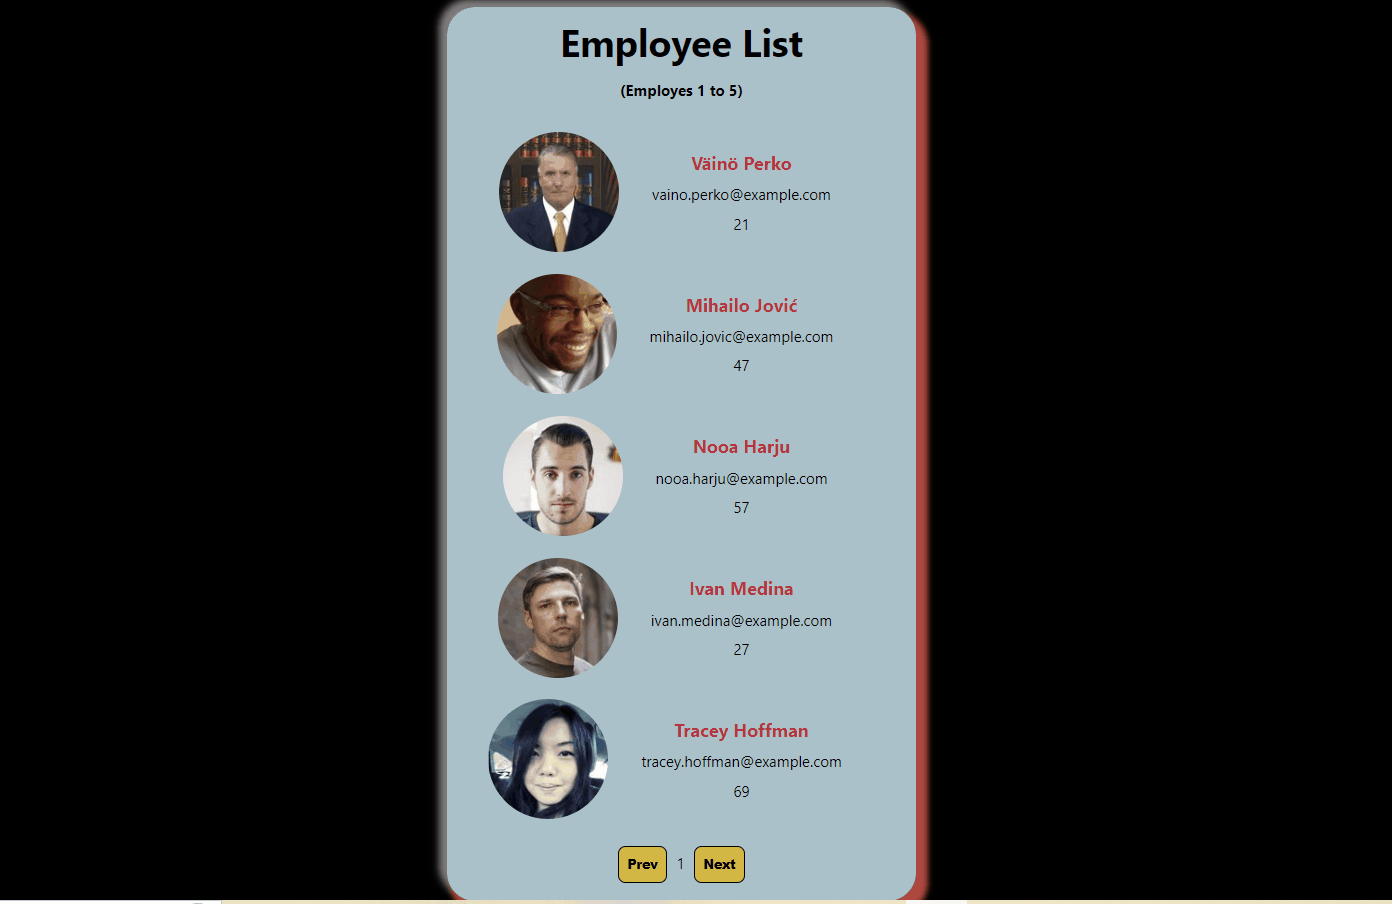 Employee List
(Employes 1 to 5)
Väinö Perko
vaino.perko@example.com
21
Mihailo Jović
mihailo.jovic@example.com
47
Nooa Harju
nooa.harju@example.com
57
Ivan Medina
ivan.medina@example.com
27
Tracey Hoffman
tracey.hoffman@example.com
69
Prev 1 Next